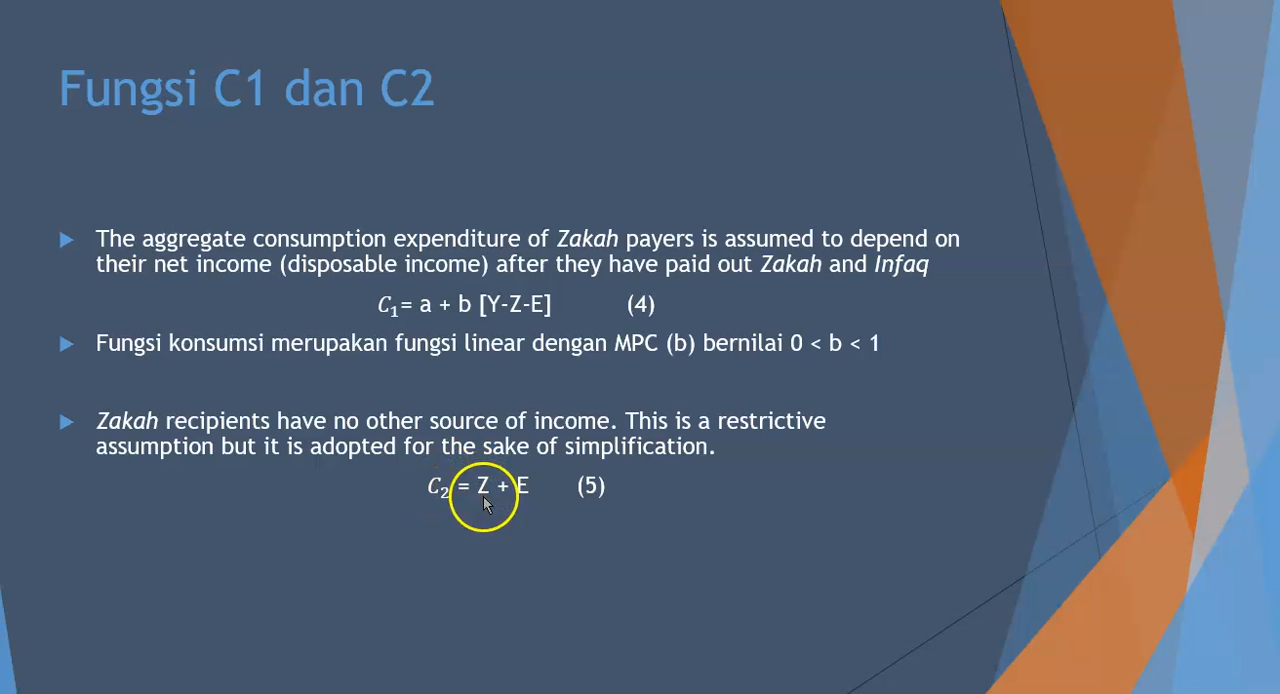 Fungsi C1 dan C2
The aggregate consumption expenditure of Zakah payers is assumed to depend on
their net income (disposable income) after they have paid out Zakah and Infaq
C₁= a + b [Y-Z-E] (4)
Fungsi konsumsi merupakan fungsi linear dengan MPC (b) bernilai 0 < b < 1
Zakah recipients have no other source of income. This is a restrictive
assumption but it is adopted for the sake of simplification.
C₂ = Z + E (5)